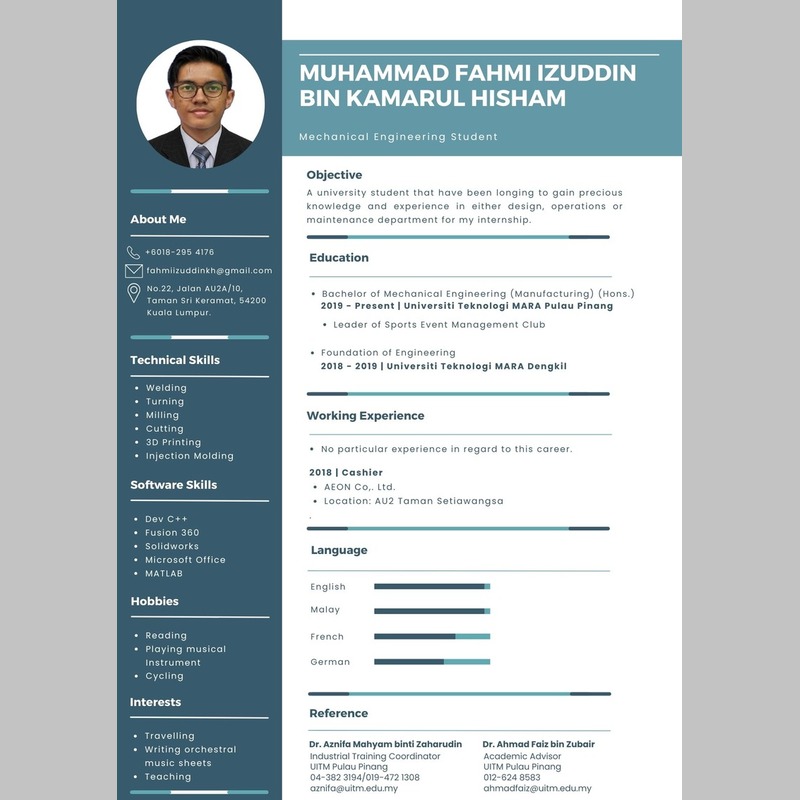 MUHAMMAD FAHMI IZUDDIN
BIN KAMARUL HISHAM
Mechanical Engineering Student
About Me
+6018-295 4176
fahmiizuddinkh@gmail.com
No.22, Jalan AU2A/10,
Taman Sri Keramat, 54200
Kuala Lumpur.
Technical Skills
• Welding
• Turning
• Milling
• Cutting
• 3D Printing
• Injection Molding
Software Skills
• Dev C++
• Fusion 360
• Solidworks
• Microsoft Office
• MATLAB
Hobbies
• Reading
• Playing musical
Instrument
• Cycling
Interests
• Travelling
• Writing orchestral
music sheets
• Teaching
Objective
A university student that have been longing to gain precious
knowledge and experience in either design, operations or
maintenance department for my internship.
Education
• Bachelor of Mechanical Engineering (Manufacturing) (Hons.)
2019 - Present | Universiti Teknologi MARA Pulau Pinang
• Leader of Sports Event Management Club
• Foundation of Engineering
2018 - 2019 | Universiti Teknologi MARA Dengkil
Working Experience
• No particular experience in regard to this career.
2018 | Cashier
• AEON Co,. Ltd.
• Location: AU2 Taman Setiawangsa
.
Language
English
Malay
French
German
Reference
Dr. Aznifa Mahyam binti Zaharudin
Industrial Training Coordinator
UITM Pulau Pinang
04-382 3194/019-472 1308
aznifa@uitm.edu.my
Dr. Ahmad Faiz bin Zubair
Academic Advisor
UITM Pulau Pinang
012-624 8583
ahmadfaiz@uitm.edu.my